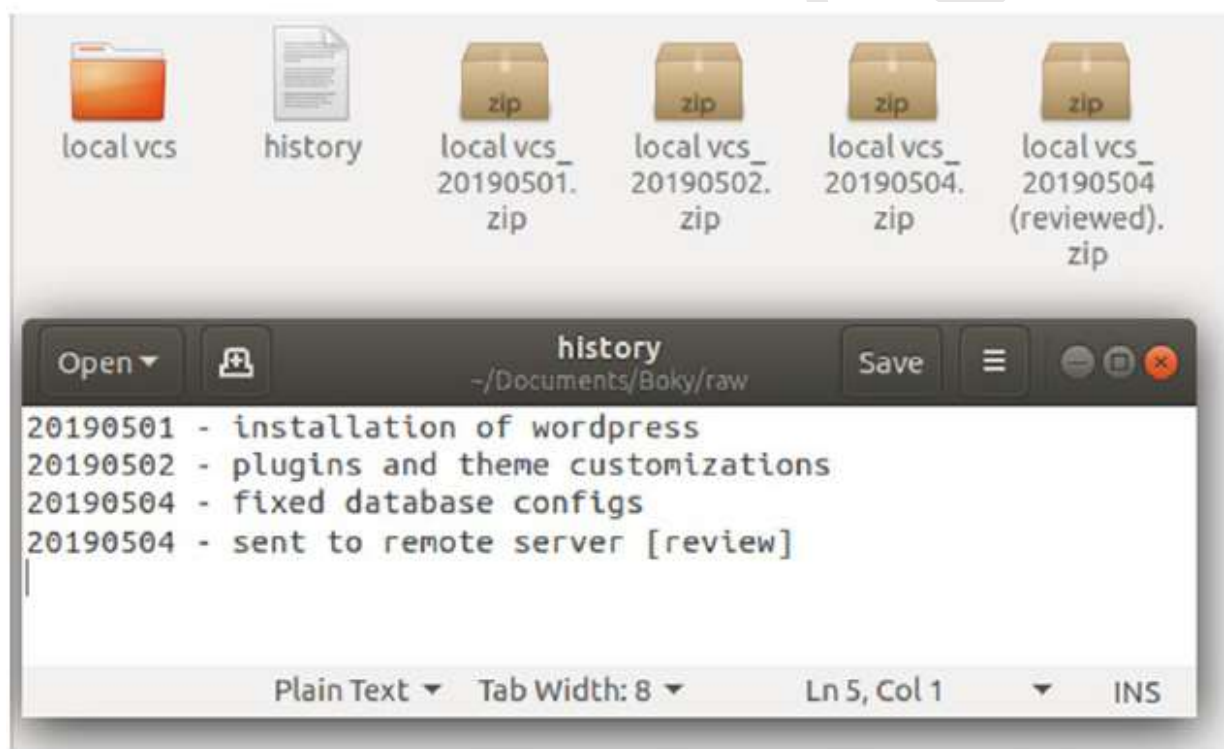 local vcs
history
zip
local vcs_
20190501.
zip
zip
local vcs_
20190502.
zip
zip
local vcs_
20190504.
zip
zip
local vcs_
20190504
(reviewed).
zip
Open
history
~/Documents/Boky/raw
Save
20190501 - installation of wordpress
20190502 - plugins and theme customizations
20190504 - fixed database configs
20190504 - sent to remote server [review]
Plain Text Tab Width: 8 Ln 5, Col 1 INS